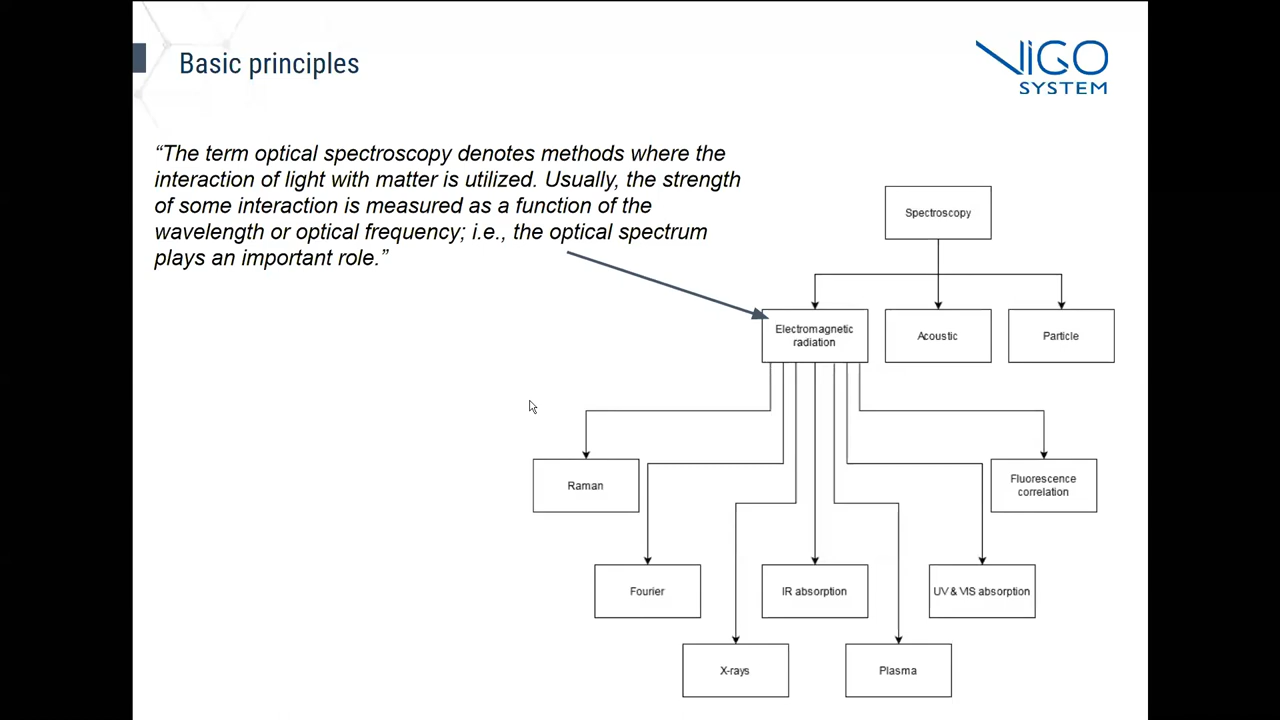 Basic principles
VIGO
SYSTEM
“The term optical spectroscopy denotes methods where the
interaction of light with matter is utilized. Usually, the strength
of some interaction is measured as a function of the
wavelength or optical frequency; i.e., the optical spectrum
plays an important role.”
Spectroscopy
Electromagnetic
radiation
Acoustic
Particle
Raman
Fluorescence
correlation
Fourier
IR absorption
UV & VIS absorption
X-rays
Plasma